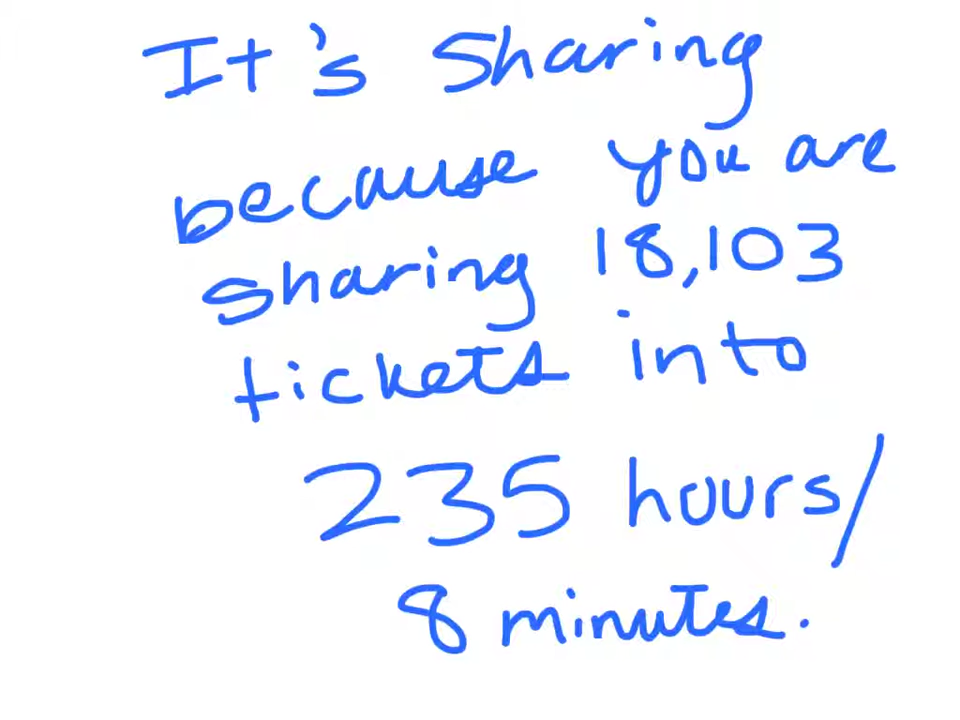 It's Sharing
because you are
sharing 18,103
tickets into
235 hours/
8 minutes.